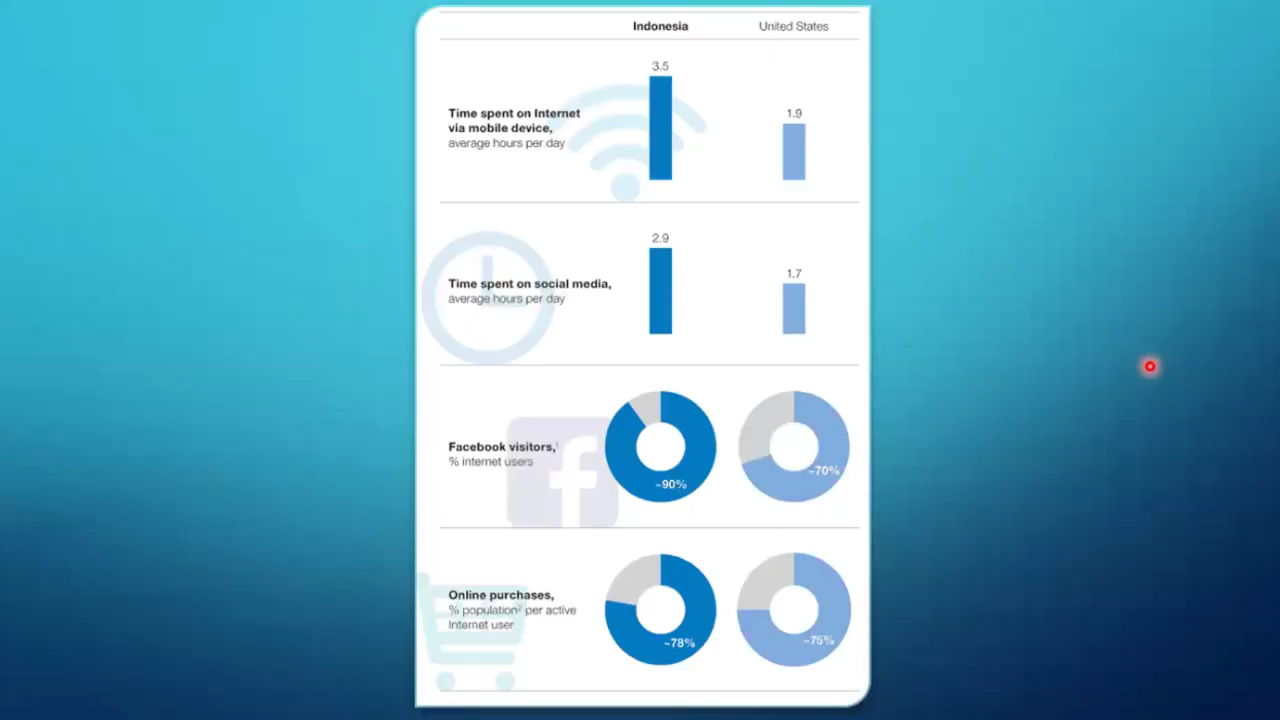 Indonesia
United States
3.5
1.9
Time spent on Internet
via mobile device,
average hours per day
2.9
1.7
Time spent on social media,
average hours per day
Facebook visitors,¹
% internet users
~90%
~70%
Online purchases,
% population² per active
Internet user
~78%
~75%